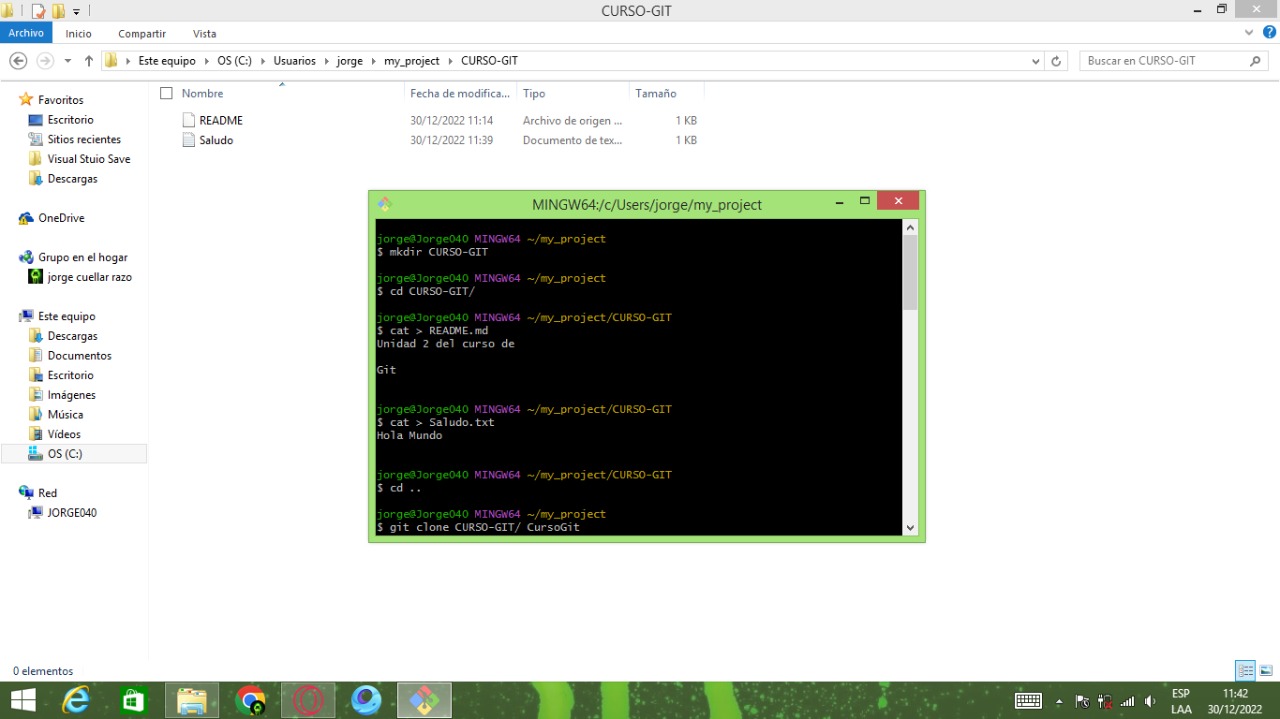 CURSO-GIT
Archivo Inicio Compartir Vista
Este equipo OS (C:) Usuarios jorge my_project CURSO-GIT
Buscar en CURSO-GIT
Nombre Fecha de modifica... Tipo Tamaño
README 30/12/2022 11:14 Archivo de origen ... 1 KB
Saludo 30/12/2022 11:39 Documento de tex... 1 KB
Favoritos
Escritorio
Sitios recientes
Visual Stuio Save
Descargas
OneDrive
Grupo en el hogar
jorge cuellar razo
Este equipo
Descargas
Documentos
Escritorio
Imágenes
Música
Vídeos
OS (C:)
Red
JORGE040
MINGW64:/c/Users/jorge/my_project
jorge@Jorge040 MINGW64 ~/my_project
$ mkdir CURSO-GIT
jorge@Jorge040 MINGW64 ~/my_project
$ cd CURSO-GIT/
jorge@Jorge040 MINGW64 ~/my_project/CURSO-GIT
$ cat > README.md
Unidad 2 del curso de
Git
jorge@Jorge040 MINGW64 ~/my_project/CURSO-GIT
$ cat > Saludo.txt
Hola Mundo
jorge@Jorge040 MINGW64 ~/my_project/CURSO-GIT
$ cd ..
jorge@Jorge040 MINGW64 ~/my_project
$ git clone CURSO-GIT/ CursoGit
0 elementos
ESP 11:42
LAA 30/12/2022